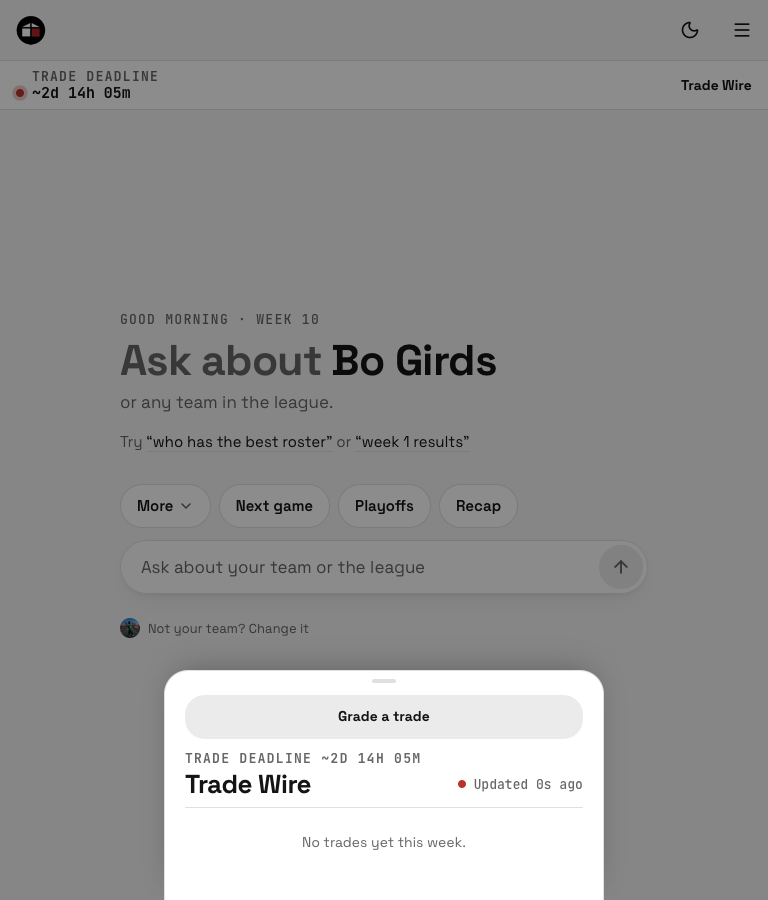 TRADE DEADLINE
~2d 14h 05m
Trade Wire
GOOD MORNING · WEEK 10
Ask about Bo Girds
or any team in the league.
Try “who has the best roster” or “week 1 results”
More
Next game
Playoffs
Recap
Ask about your team or the league
Not your team? Change it
Grade a trade
TRADE DEADLINE ~2D 14H 05M
Trade Wire
Updated 0s ago
No trades yet this week.